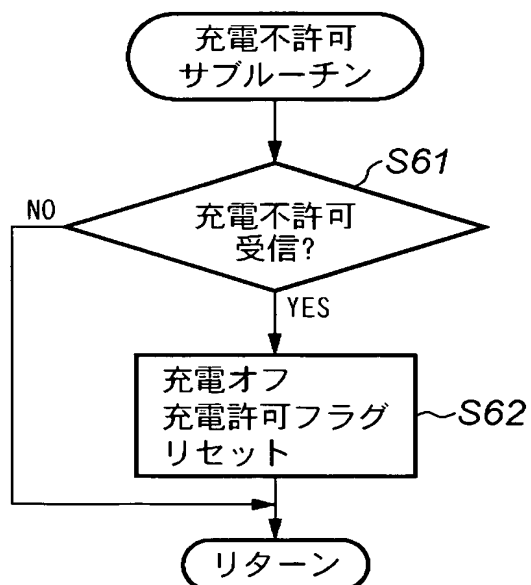 充電不許可
サブルーチン
S61
NO
充電不許可
受信?
YES
充電オフ
充電許可フラグ
リセット
S62
リターン